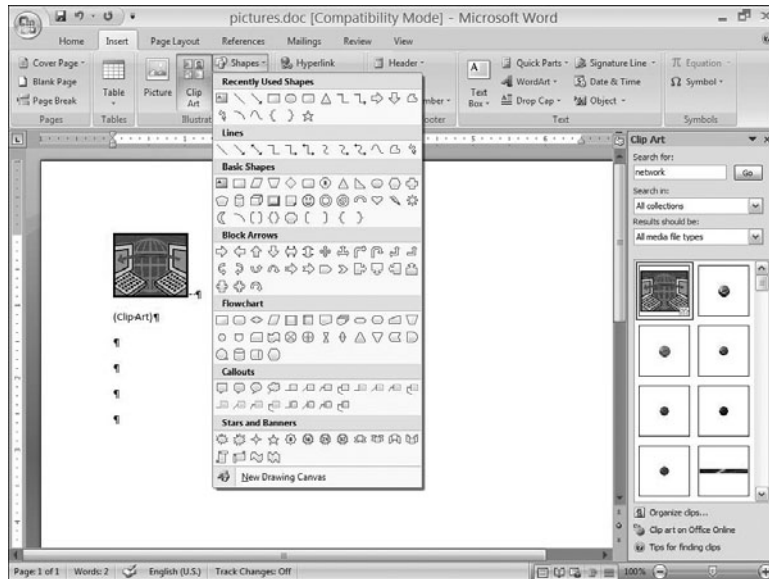 pictures.doc [Compatibility Mode] - Microsoft Word
Home Insert Page Layout References Mailings Review View
Cover Page
Blank Page
Page Break
Pages
Table
Tables
Picture
Clip Art
Illustrat
Shapes
Hyperlink
Header
mber
ooter
Text Box
Quick Parts
WordArt
Drop Cap
Signature Line
Date & Time
Object
Text
Equation
Symbol
Symbols
Recently Used Shapes
Lines
Basic Shapes
Block Arrows
Flowchart
Callouts
Stars and Banners
New Drawing Canvas
(Clip·Art)¶
¶
¶
¶
¶
Clip Art
Search for:
network
Go
Search in:
All collections
Results should be:
All media file types
Organize clips...
Clip art on Office Online
Tips for finding clips
Page: 1 of 1 Words: 2 English (U.S.) Track Changes: Off 100%